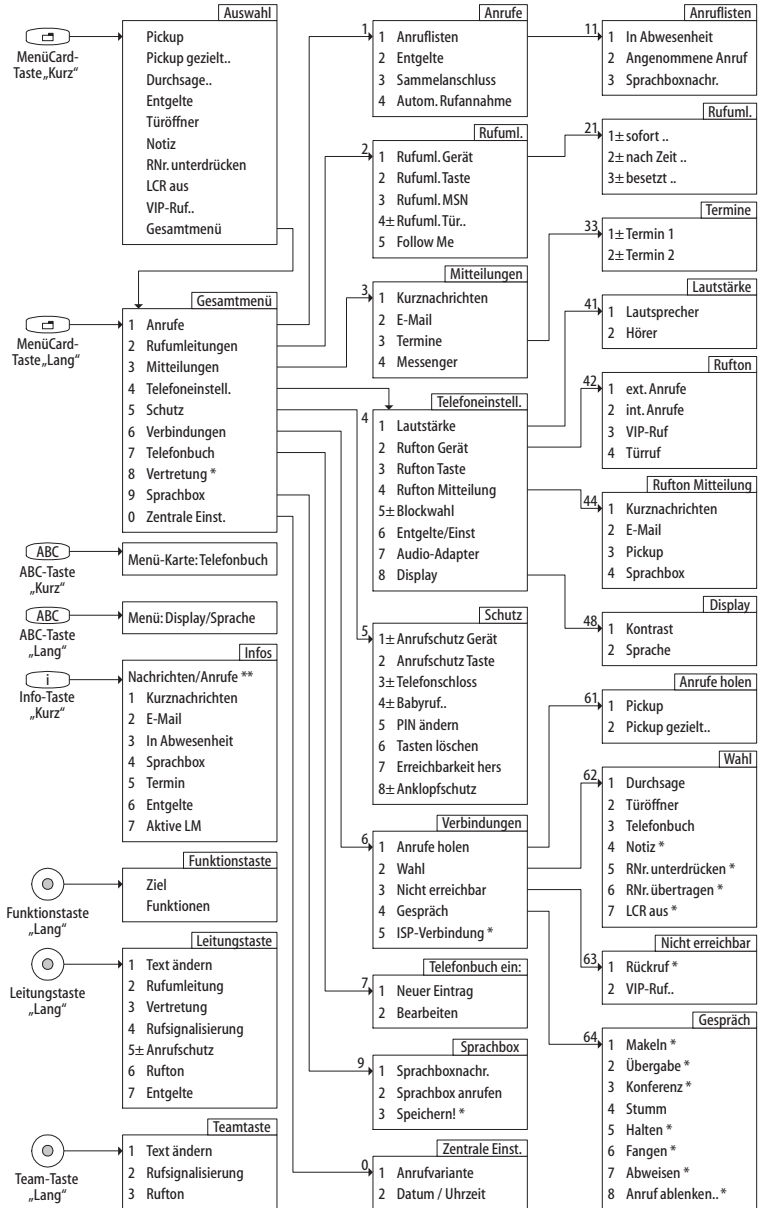 Auswahl
Pickup
Pickup gezielt..
Durchsage..
Entgelte
Türöffner
Notiz
RNr. unterdrücken
LCR aus
VIP-Ruf..
Gesamtmenü
MenüCard-
Taste „Kurz“
Gesamtmenü
1 Anrufe
2 Rufumleitungen
3 Mitteilungen
4 Telefoneinstell.
5 Schutz
6 Verbindungen
7 Telefonbuch
8 Vertretung *
9 Sprachbox
0 Zentrale Einst.
MenüCard-
Taste „Lang“
ABC
ABC-Taste
„Kurz“
Menü-Karte: Telefonbuch
ABC
ABC-Taste
„Lang“
Menü: Display/Sprache
i
Info-Taste
„Kurz“
Infos
Nachrichten/Anrufe **
1 Kurznachrichten
2 E-Mail
3 In Abwesenheit
4 Sprachbox
5 Termin
6 Entgelte
7 Aktive LM
Funktionstaste
Ziel
Funktionen
Funktionstaste
„Lang“
Leitungstaste
1 Text ändern
2 Rufumleitung
3 Vertretung
4 Rufsignalisierung
5± Anrufschutz
6 Rufton
7 Entgelte
Leitungstaste
„Lang“
Teamtaste
1 Text ändern
2 Rufsignalisierung
3 Rufton
Team-Taste
„Lang“
Anrufe
1
1 Anruflisten
2 Entgelte
3 Sammelanschluss
4 Autom. Rufannahme
Rufuml.
2
1 Rufuml. Gerät
2 Rufuml. Taste
3 Rufuml. MSN
4± Rufuml. Tür..
5 Follow Me
Mitteilungen
3
1 Kurznachrichten
2 E-Mail
3 Termine
4 Messenger
Telefoneinstell.
4
1 Lautstärke
2 Rufton Gerät
3 Rufton Taste
4 Rufton Mitteilung
5± Blockwahl
6 Entgelte/Einst
7 Audio-Adapter
8 Display
Schutz
5
1± Anrufschutz Gerät
2 Anrufschutz Taste
3± Telefonschloss
4± Babyruf..
5 PIN ändern
6 Tasten löschen
7 Erreichbarkeit hers
8± Anklopfschutz
Verbindungen
6
1 Anrufe holen
2 Wahl
3 Nicht erreichbar
4 Gespräch
5 ISP-Verbindung *
Telefonbuch ein:
7
1 Neuer Eintrag
2 Bearbeiten
Sprachbox
9
1 Sprachboxnachr.
2 Sprachbox anrufen
3 Speichern! *
Zentrale Einst.
0
1 Anrufvariante
2 Datum / Uhrzeit
Anruflisten
11
1 In Abwesenheit
2 Angenommene Anruf
3 Sprachboxnachr.
Rufuml.
21
1± sofort ..
2± nach Zeit ..
3± besetzt ..
Termine
33
1± Termin 1
2± Termin 2
Lautstärke
41
1 Lautsprecher
2 Hörer
Rufton
42
1 ext. Anrufe
2 int. Anrufe
3 VIP-Ruf
4 Türruf
Rufton Mitteilung
44
1 Kurznachrichten
2 E-Mail
3 Pickup
4 Sprachbox
Display
48
1 Kontrast
2 Sprache
Anrufe holen
61
1 Pickup
2 Pickup gezielt..
Wahl
62
1 Durchsage
2 Türöffner
3 Telefonbuch
4 Notiz *
5 RNr. unterdrücken *
6 RNr. übertragen *
7 LCR aus *
Nicht erreichbar
63
1 Rückruf *
2 VIP-Ruf..
Gespräch
64
1 Makeln *
2 Übergabe *
3 Konferenz *
4 Stumm
5 Halten *
6 Fangen *
7 Abweisen *
8 Anruf ablenken.. *